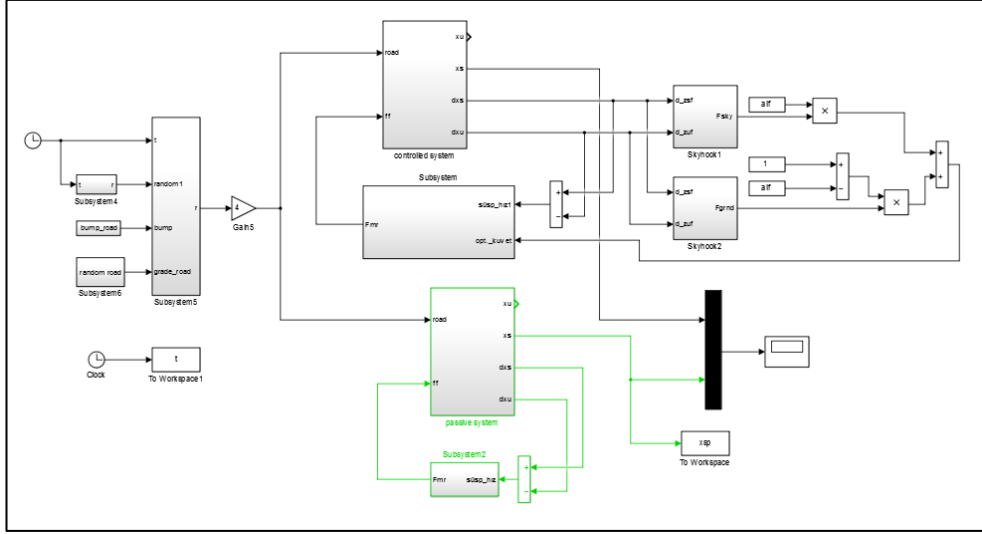 xu
road
xs
dxs
ff
dxu
controlled system
d_zsf
Fsky
d_zuf
Skyhook1
alf
×
+
+
1
alf
+
−
×
d_zsf
Fgrnd
d_zuf
Skyhook2
t
random1
bump
grade_road
r
Subsystem5
t
r
Subsystem4
bump_road
random road
Subsystem6
4
Gain5
Subsystem
süsp_hız1
Fmr
opt._kuvet
+
−
xu
road
xs
dxs
ff
dxu
passive system
Clock
t
To Workspace1
xsp
To Workspace
Subsystem2
Fmr
süsp_hız
+
−